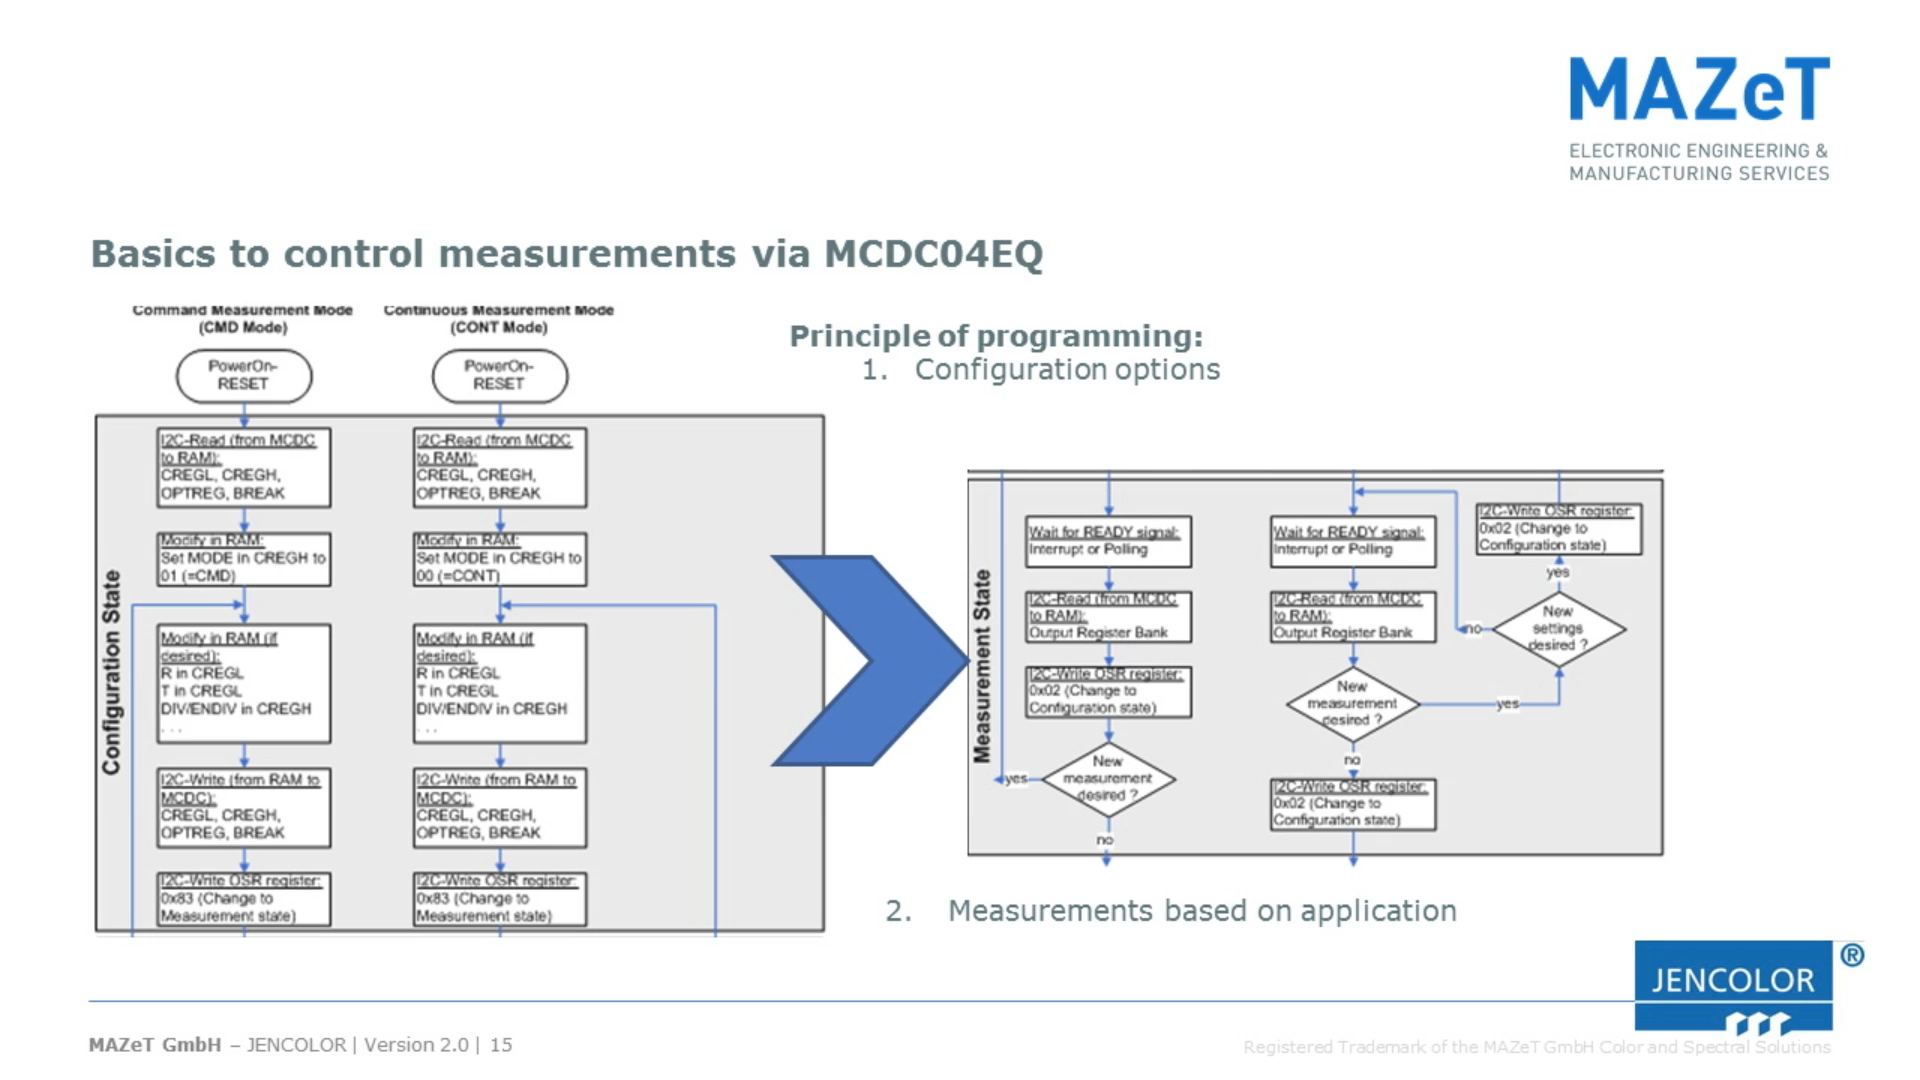 MAZeT
ELECTRONIC ENGINEERING &
MANUFACTURING SERVICES
Basics to control measurements via MCDC04EQ
Command Measurement Mode
(CMD Mode)
Continuous Measurement Mode
(CONT Mode)
Principle of programming:
1. Configuration options
PowerOn-
RESET
PowerOn-
RESET
Configuration State
I2C-Read (from MCDC
to RAM):
CREGL, CREGH,
OPTREG, BREAK
Modify in RAM:
Set MODE in CREGH to
01 (=CMD)
Modify in RAM (if
desired):
R in CREGL
T in CREGL
DIV/ENDIV in CREGH
. . .
I2C-Write (from RAM to
MCDC):
CREGL, CREGH,
OPTREG, BREAK
I2C-Write OSR register:
0x83 (Change to
Measurement state)
I2C-Read (from MCDC
to RAM):
CREGL, CREGH,
OPTREG, BREAK
Modify in RAM:
Set MODE in CREGH to
00 (=CONT)
Modify in RAM (if
desired):
R in CREGL
T in CREGL
DIV/ENDIV in CREGH
. . .
I2C-Write (from RAM to
MCDC):
CREGL, CREGH,
OPTREG, BREAK
I2C-Write OSR register:
0x83 (Change to
Measurement state)
Measurement State
Wait for READY signal:
Interrupt or Polling
I2C-Read (from MCDC
to RAM):
Output Register Bank
I2C-Write OSR register:
0x02 (Change to
Configuration state)
New
measurement
desired ?
yes
no
Wait for READY signal:
Interrupt or Polling
I2C-Read (from MCDC
to RAM):
Output Register Bank
New
measurement
desired ?
yes
no
I2C-Write OSR register:
0x02 (Change to
Configuration state)
I2C-Write OSR register:
0x02 (Change to
Configuration state)
yes
New
settings
desired ?
no
2. Measurements based on application
JENCOLOR
®
MAZeT GmbH – JENCOLOR | Version 2.0 | 15
Registered Trademark of the MAZeT GmbH Color and Spectral Solutions